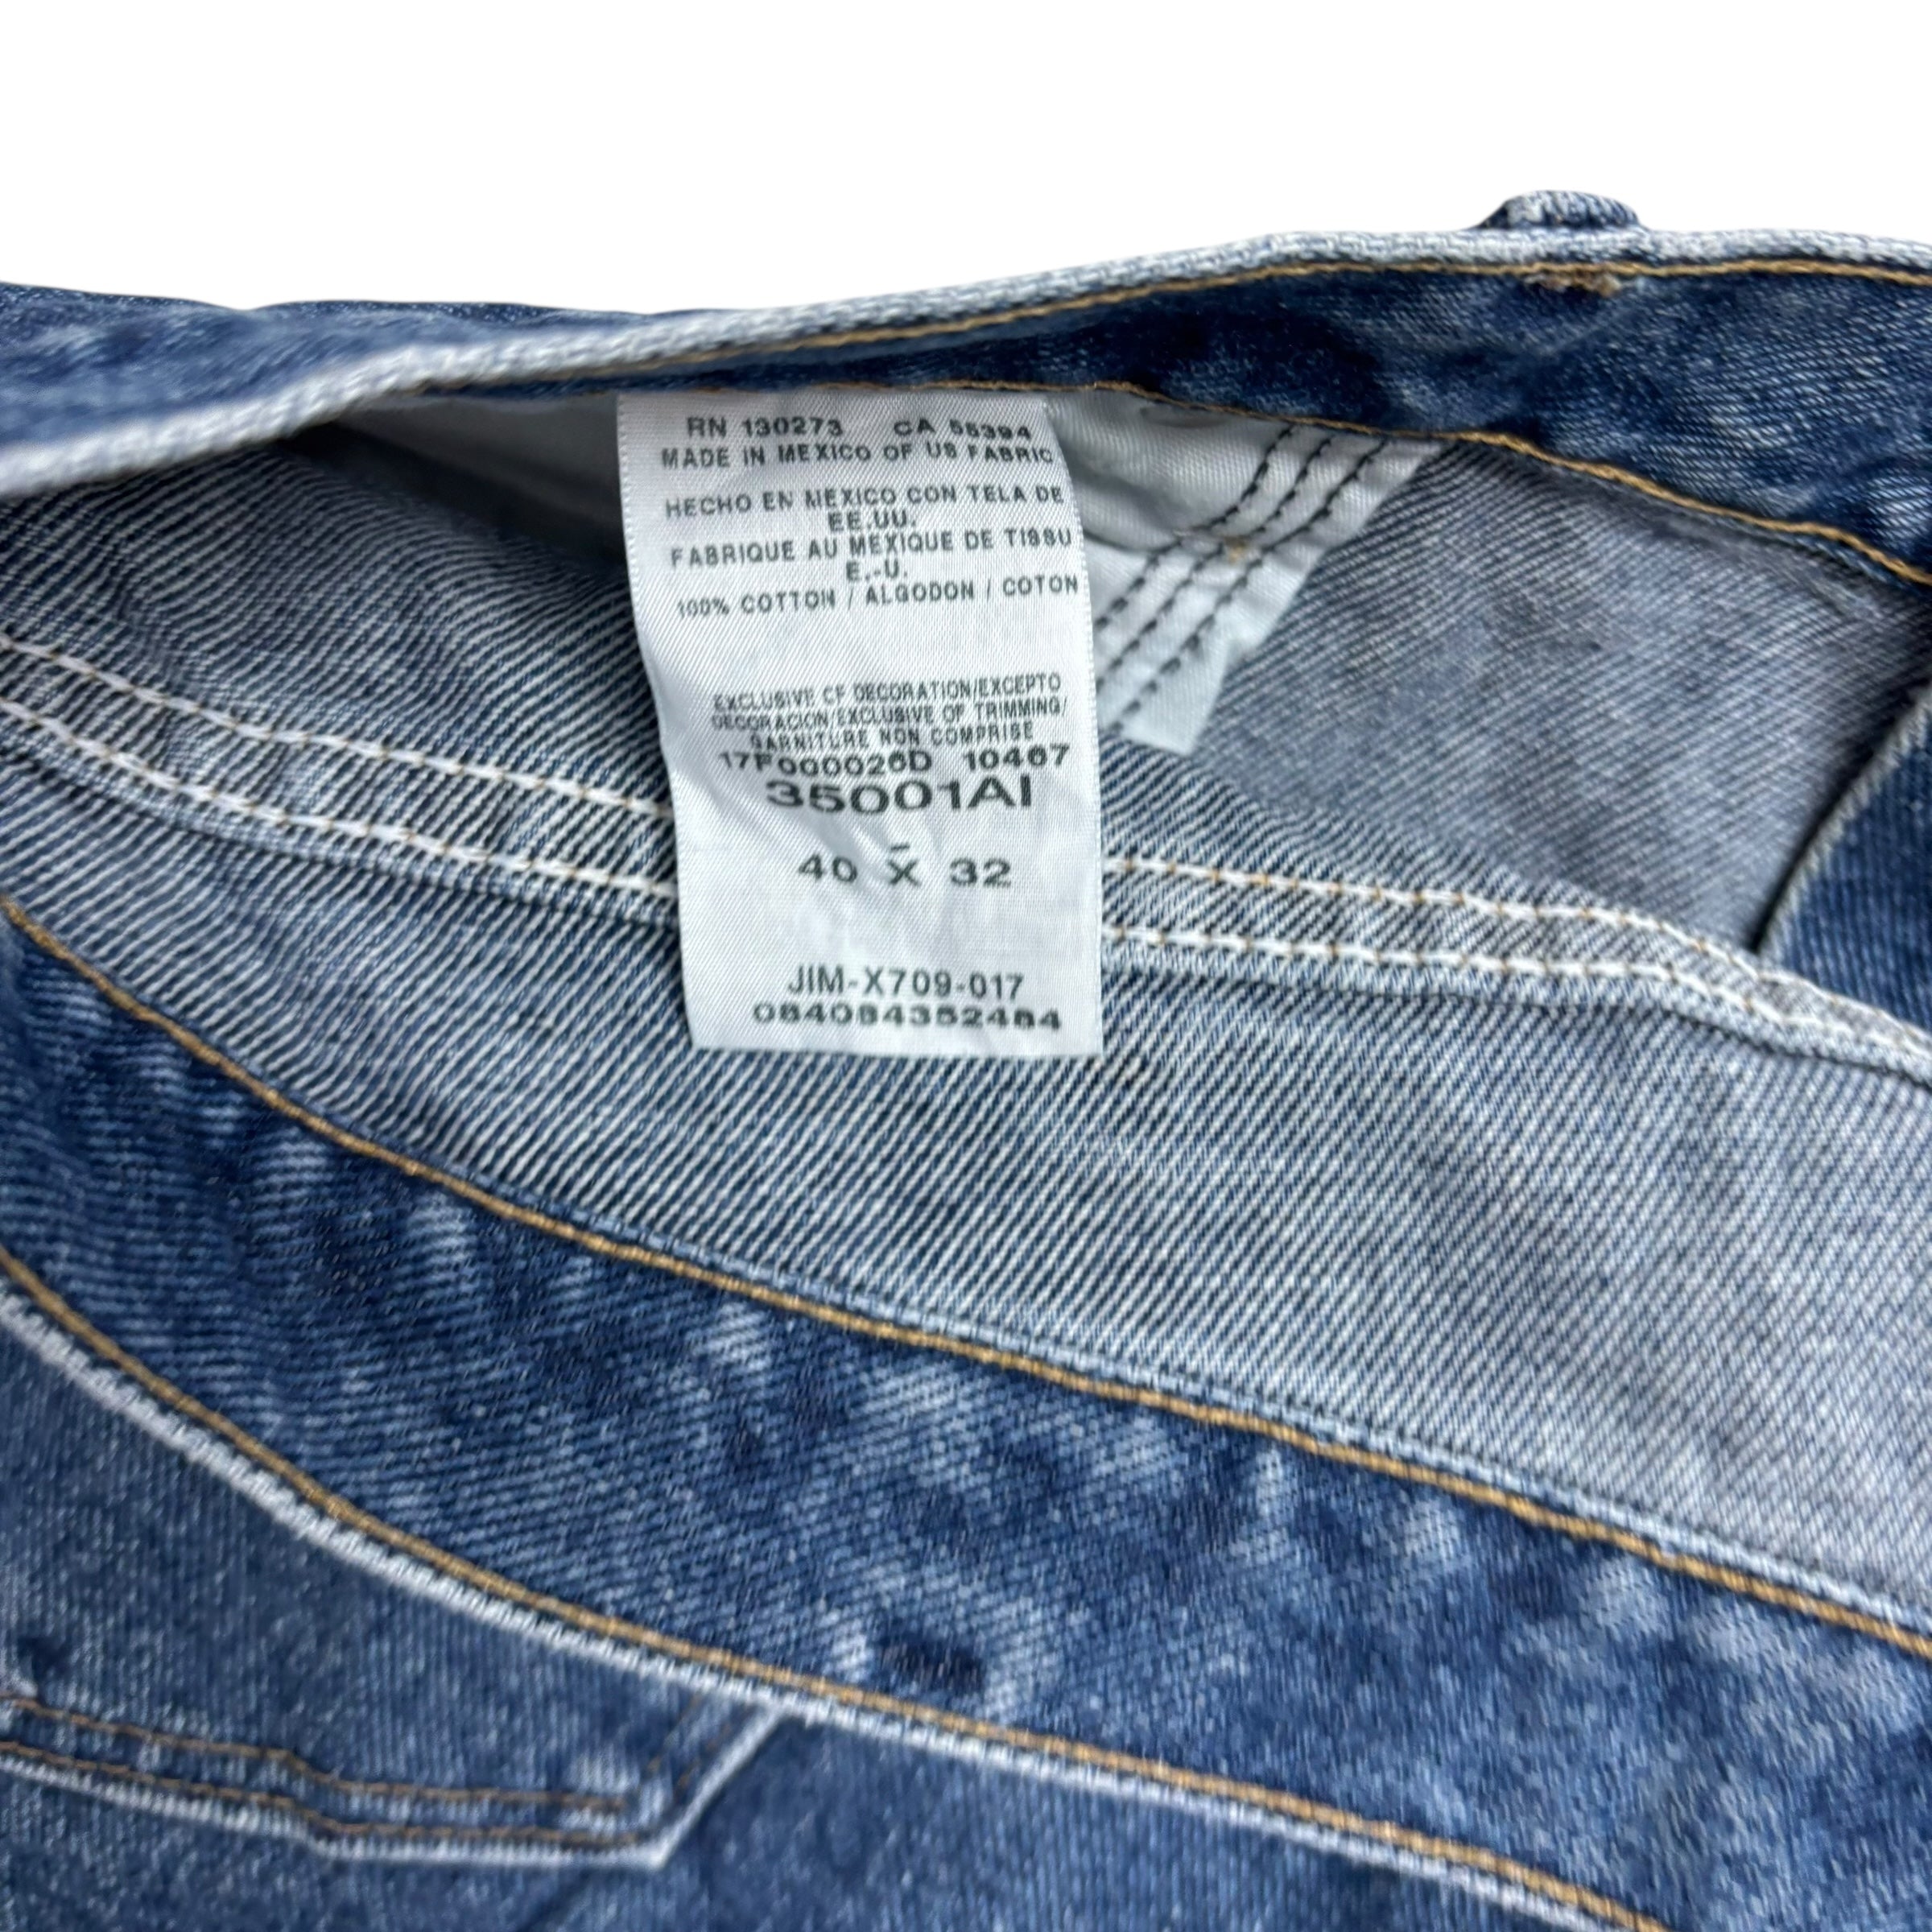 RN 130273 CA 55394
MADE IN MEXICO OF US FABRIC
HECHO EN MEXICO CON TELA DE
EE.UU.
FABRIQUE AU MEXIQUE DE TISSU
E.-U.
100% COTTON / ALGODON / COTON
EXCLUSIVE OF DECORATION/EXCEPTO
DECORACION/EXCLUSIVE OF TRIMMING/
GARNITURE NON COMPRISE
17F000026D 10467
35001AI
-
40 X 32
JIM-X709-017
084084352484